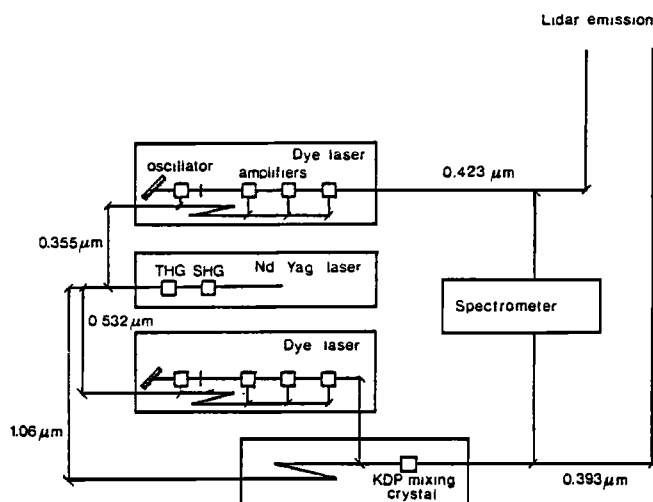 Lidar emission
Dye laser
oscillator
amplifiers
0.423 μm
0.355 μm
THG SHG
Nd Yag laser
0.532 μm
Spectrometer
Dye laser
1.06 μm
KDP mixing
crystal
0.393 μm